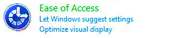 Ease of Access
Let Windows suggest settings
Optimize visual display